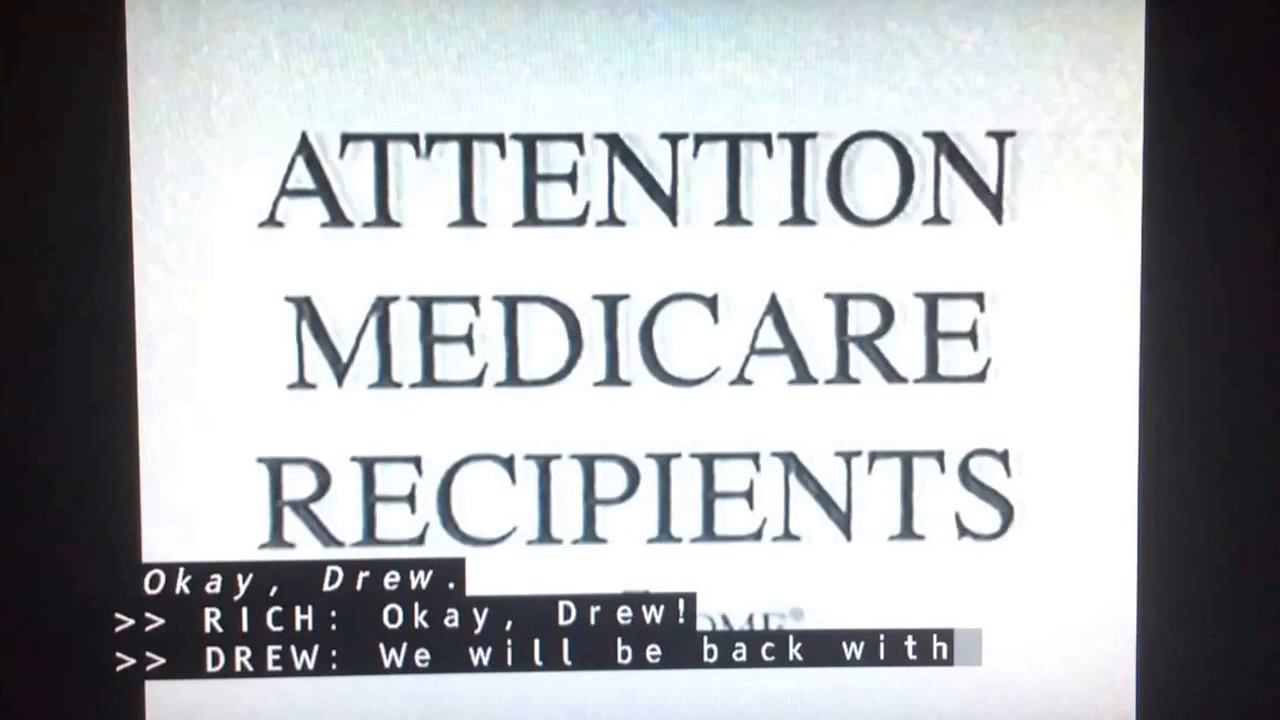 ATTENTION
MEDICARE
RECIPIENTS
Okay, Drew.
>> RICH: Okay, Drew!
>> DREW: We will be back with